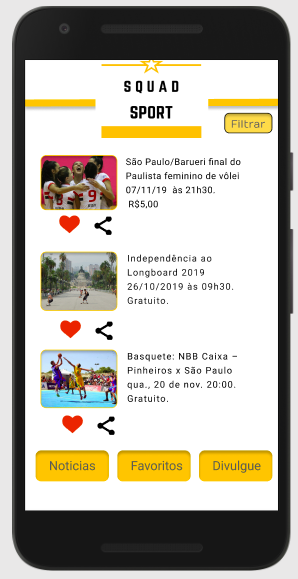 SQUAD
SPORT
Filtrar
São Paulo/Barueri final do
Paulista feminino de vôlei
07/11/19 às 21h30.
R$5,00
Independência ao
Longboard 2019
26/10/2019 às 09h30.
Gratuito.
Basquete: NBB Caixa –
Pinheiros x São Paulo
qua., 20 de nov. 20:00.
Gratuito.
Noticias Favoritos Divulgue